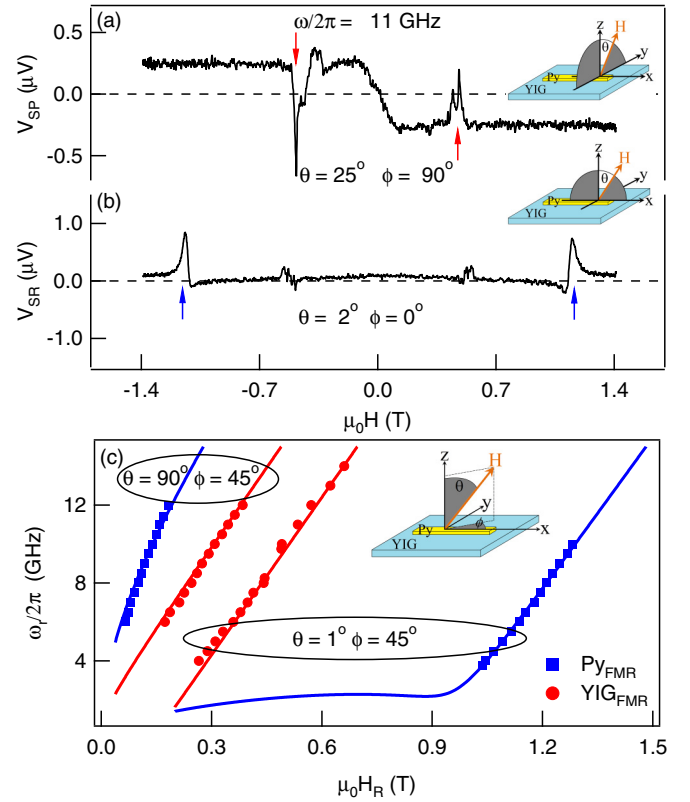 (a)
ω/2π = 11 GHz
z
H
θ
y
Py
x
YIG
0.5
0.0
-0.5
V_SP (μV)
θ = 25° ϕ = 90°
(b)
z
H
θ
y
Py
x
YIG
1.0
0.0
-1.0
V_SR (μV)
θ = 2° ϕ = 0°
-1.4 -0.7 0.0 0.7 1.4
μ₀H (T)
(c)
θ = 90° ϕ = 45°
z
H
θ
y
Py
ϕ
x
YIG
12
8
4
ω_r/2π (GHz)
θ = 1° ϕ = 45°
Py_FMR
YIG_FMR
0.0 0.3 0.6 0.9 1.2 1.5
μ₀H_R (T)